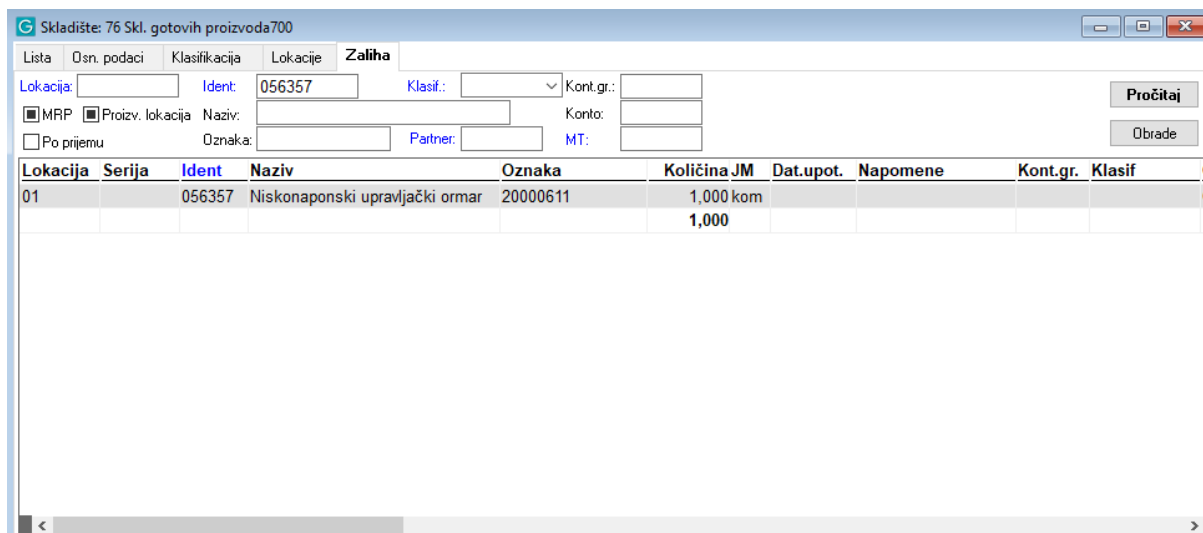 G Skladište: 76 Skl. gotovih proizvoda700
Lista Osn. podaci Klasifikacija Lokacije Zaliha
Lokacija: Ident: 056357 Klasif.: Kont.gr.: Pročitaj
MRP Proizv. lokacija Naziv: Konto:
Po prijemu Oznaka: Partner: MT: Obrade
Lokacija Serija Ident Naziv Oznaka Količina JM Dat.upot. Napomene Kont.gr. Klasif
01 056357 Niskonaponski upravljački ormar 20000611 1,000 kom
1,000